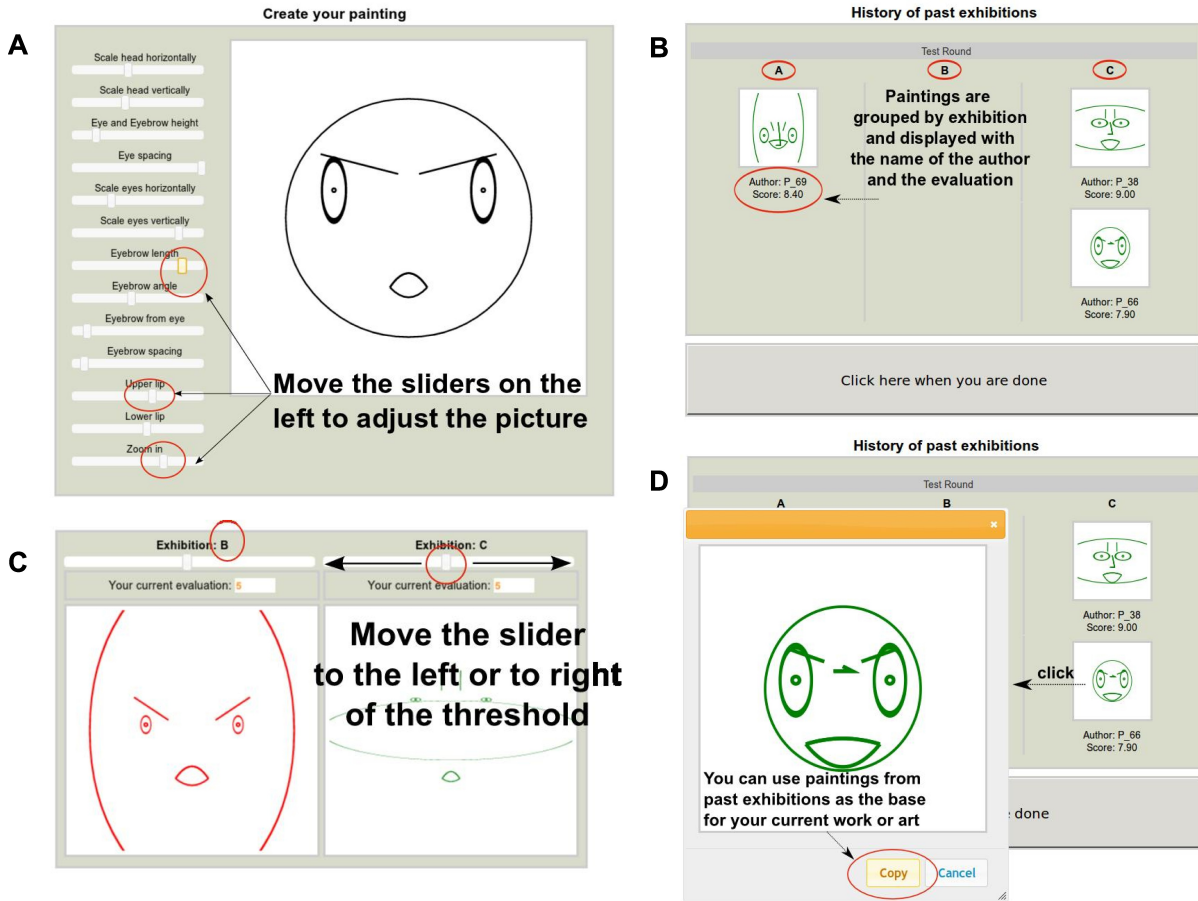 Create your painting
A
Scale head horizontally
Scale head vertically
Eye and Eyebrow height
Eye spacing
Scale eyes horizontally
Scale eyes vertically
Eyebrow length
Eyebrow angle
Eyebrow from eye
Eyebrow spacing
Upper lip
Lower lip
Zoom in
Move the sliders on the
left to adjust the picture
History of past exhibitions
B
Test Round
A
B
C
Paintings are
grouped by exhibition
and displayed with
the name of the author
and the evaluation
Author: P_69
Score: 8.40
Author: P_38
Score: 9.00
Author: P_66
Score: 7.90
Click here when you are done
C
Exhibition: B
Exhibition: C
Your current evaluation: 5
Your current evaluation: 5
Move the slider
to the left or to right
of the threshold
History of past exhibitions
D
Test Round
A
B
C
Author: P_38
Score: 9.00
click
Author: P_66
Score: 7.90
You can use paintings from
past exhibitions as the base
for your current work or art
done
Copy
Cancel